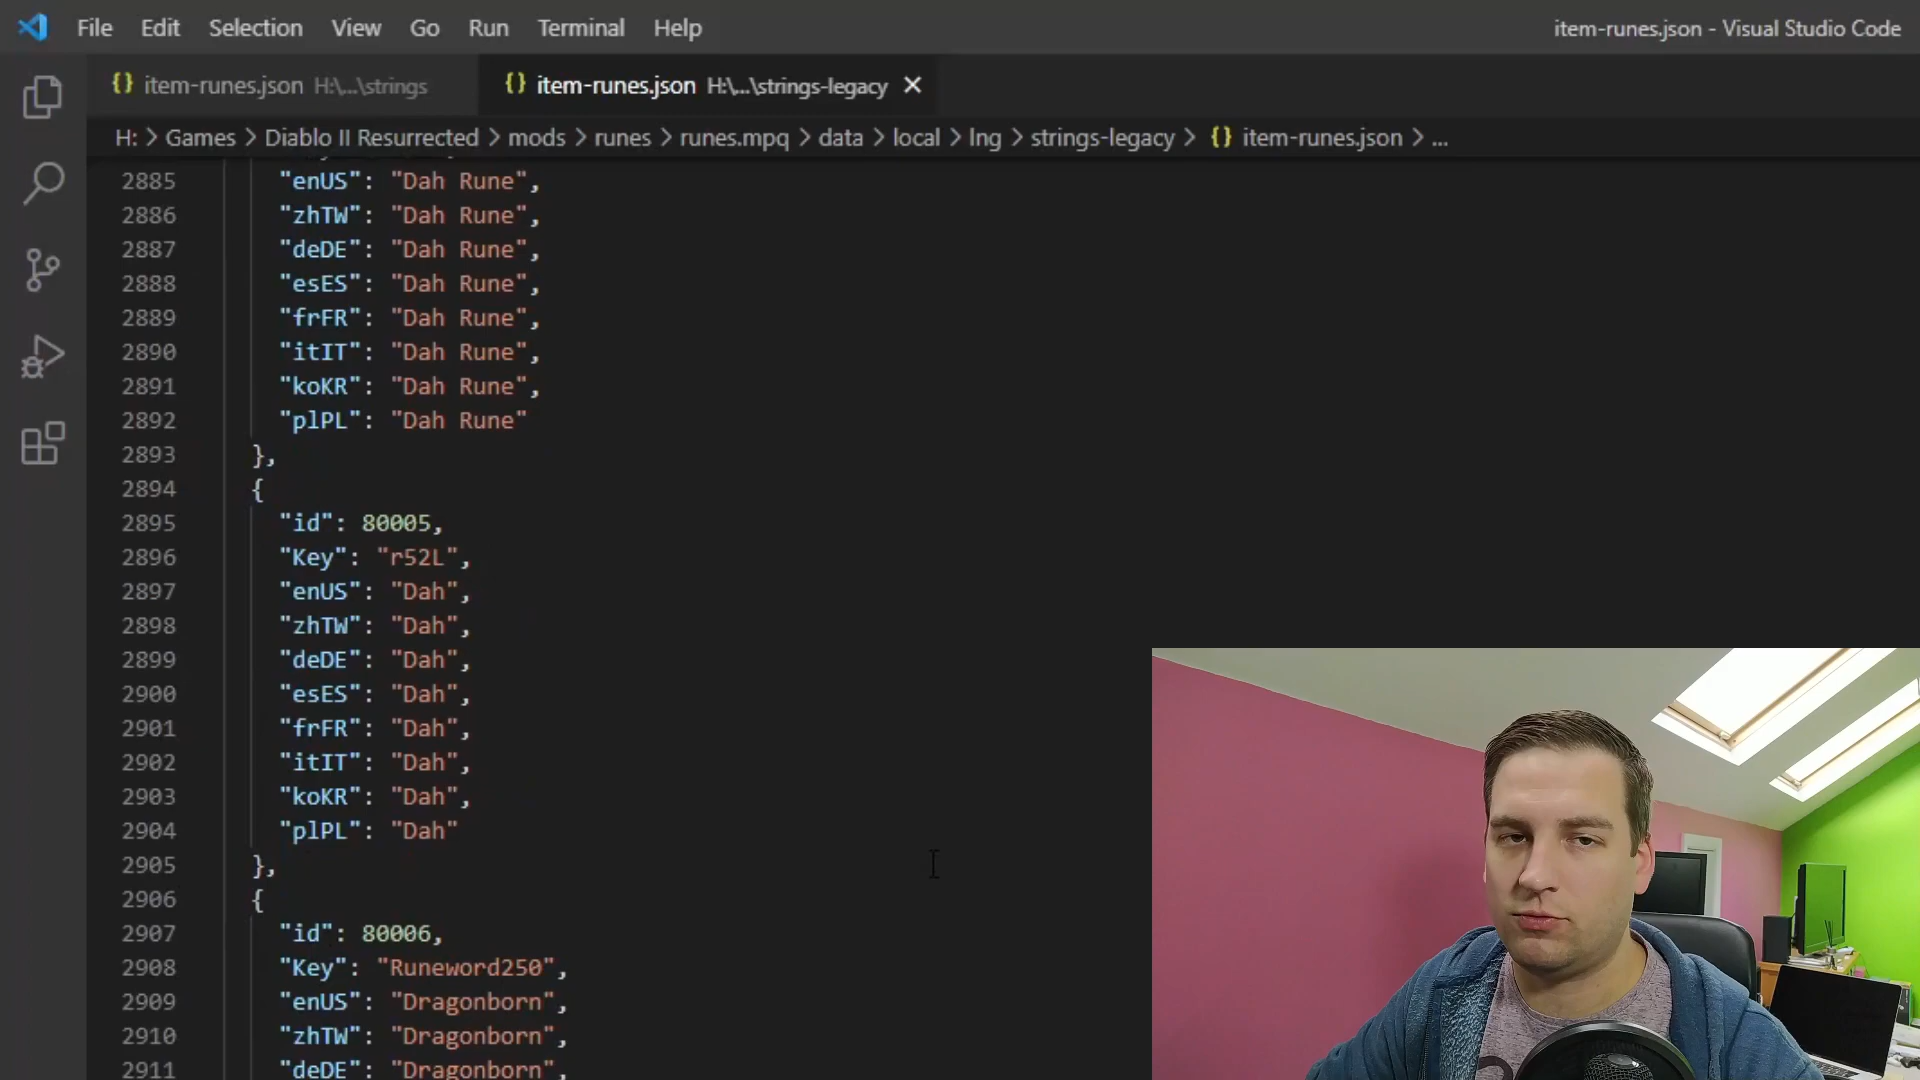 File Edit Selection View Go Run Terminal Help
item-runes.json - Visual Studio Code
{} item-runes.json H:\...\strings
{} item-runes.json H:\...\strings-legacy ×
H: > Games > Diablo II Resurrected > mods > runes > runes.mpq > data > local > lng > strings-legacy > {} item-runes.json > ...
2885 "enUS": "Dah Rune",
2886 "zhTW": "Dah Rune",
2887 "deDE": "Dah Rune",
2888 "esES": "Dah Rune",
2889 "frFR": "Dah Rune",
2890 "itIT": "Dah Rune",
2891 "koKR": "Dah Rune",
2892 "plPL": "Dah Rune"
2893 },
2894 {
2895 "id": 80005,
2896 "Key": "r52L",
2897 "enUS": "Dah",
2898 "zhTW": "Dah",
2899 "deDE": "Dah",
2900 "esES": "Dah",
2901 "frFR": "Dah",
2902 "itIT": "Dah",
2903 "koKR": "Dah",
2904 "plPL": "Dah"
2905 },
2906 {
2907 "id": 80006,
2908 "Key": "Runeword250",
2909 "enUS": "Dragonborn",
2910 "zhTW": "Dragonborn",
2911 "deDE": "Dragonborn",